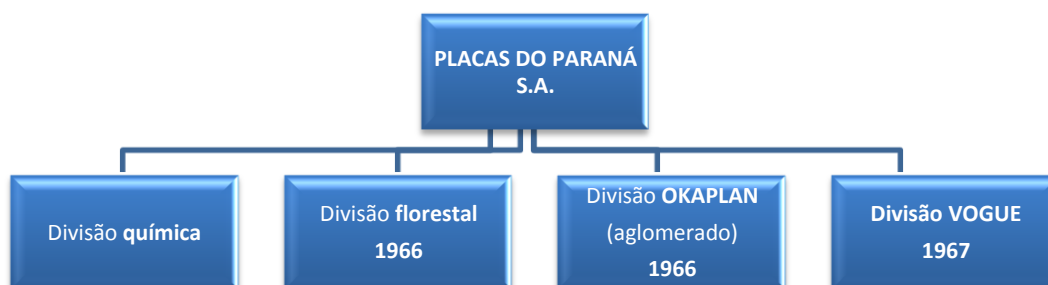 PLACAS DO PARANÁ
S.A.
Divisão química
Divisão florestal
1966
Divisão OKAPLAN
(aglomerado)
1966
Divisão VOGUE
1967